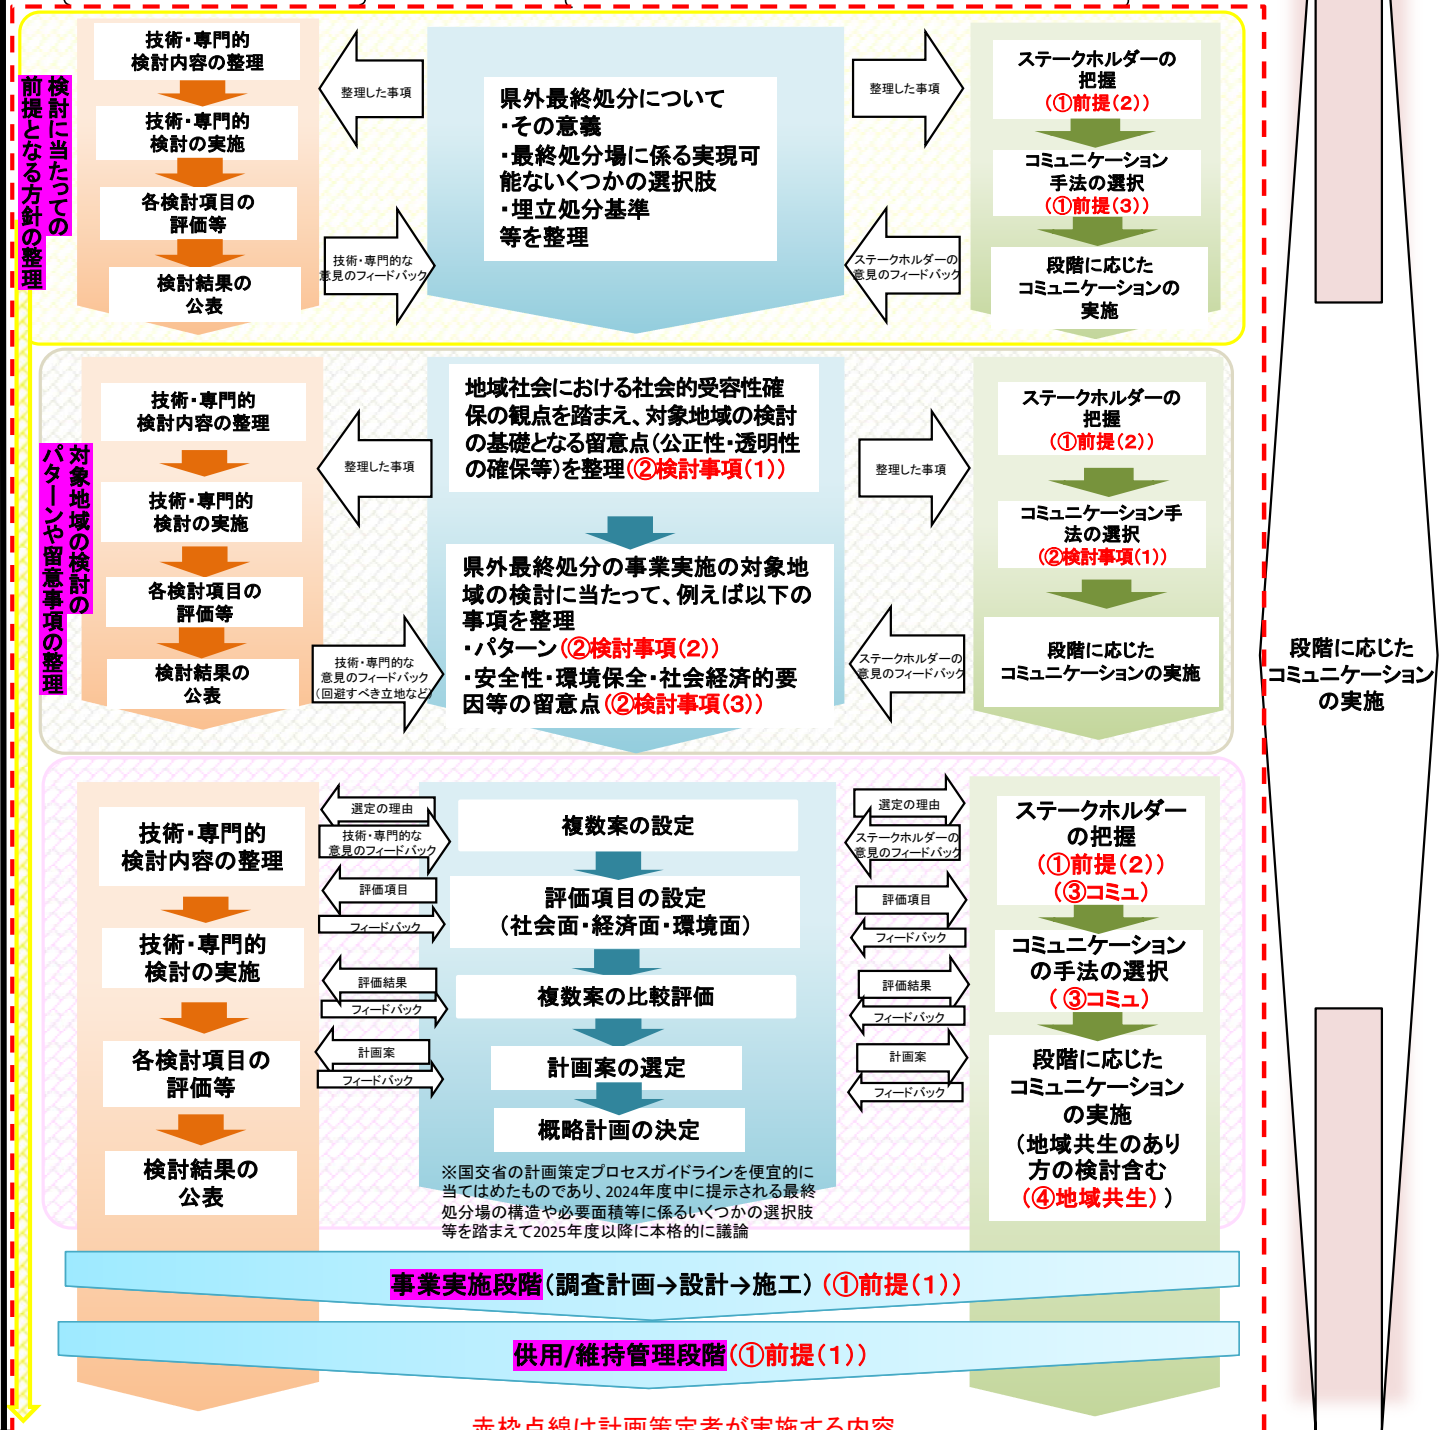 検討に当たっての
前提となる方針の整理
技術・専門的
検討内容の整理
技術・専門的
検討の実施
各検討項目の
評価等
検討結果の
公表
整理した事項
技術・専門的な
意見のフィードバック
県外最終処分について
・その意義
・最終処分場に係る実現可
能ないくつかの選択肢
・埋立処分基準
等を整理
整理した事項
ステークホルダーの
意見のフィードバック
ステークホルダーの
把握
(①前提(2))
コミュニケーション
手法の選択
(①前提(3))
段階に応じた
コミュニケーションの
実施
対象地域の検討の
パターンや留意事項の整理
技術・専門的
検討内容の整理
技術・専門的
検討の実施
各検討項目の
評価等
検討結果の
公表
整理した事項
技術・専門的な
意見のフィードバック
(回避すべき立地など)
地域社会における社会的受容性確
保の観点を踏まえ、対象地域の検討
の基礎となる留意点(公正性・透明性
の確保等)を整理(②検討事項(1))
県外最終処分の事業実施の対象地
域の検討に当たって、例えば以下の
事項を整理
・パターン(②検討事項(2))
・安全性・環境保全・社会経済的要
因等の留意点(②検討事項(3))
整理した事項
ステークホルダーの
意見のフィードバック
ステークホルダーの
把握
(①前提(2))
コミュニケーション手
法の選択
(②検討事項(1))
段階に応じた
コミュニケーションの実施
段階に応じた
コミュニケーション
の実施
技術・専門的
検討内容の整理
技術・専門的
検討の実施
各検討項目の
評価等
検討結果の
公表
選定の理由
技術・専門的な
意見のフィードバック
評価項目
フィードバック
評価結果
フィードバック
計画案
フィードバック
複数案の設定
評価項目の設定
(社会面・経済面・環境面)
複数案の比較評価
計画案の選定
概略計画の決定
※国交省の計画策定プロセスガイドラインを便宜的に
当てはめたものであり、2024年度中に提示される最終
処分場の構造や必要面積等に係るいくつかの選択肢
等を踏まえて2025年度以降に本格的に議論
選定の理由
ステークホルダーの
意見のフィードバック
評価項目
フィードバック
評価結果
フィードバック
計画案
フィードバック
ステークホルダー
の把握
(①前提(2))
(③コミュ)
コミュニケーション
の手法の選択
(③コミュ)
段階に応じた
コミュニケーション
の実施
(地域共生のあり
方の検討含む
(④地域共生))
事業実施段階(調査計画→設計→施工)(①前提(1))
供用/維持管理段階(①前提(1))
赤枠点線は計画策定者が実施する内容